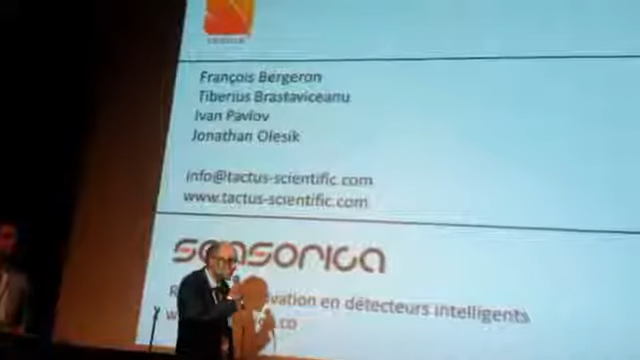 François Bergeron
Tiberius Brastaviceanu
Ivan Pavlov
Jonathan Olesik
info@tactus-scientific.com
www.tactus-scientific.com
sensorica
en détecteurs intelligents